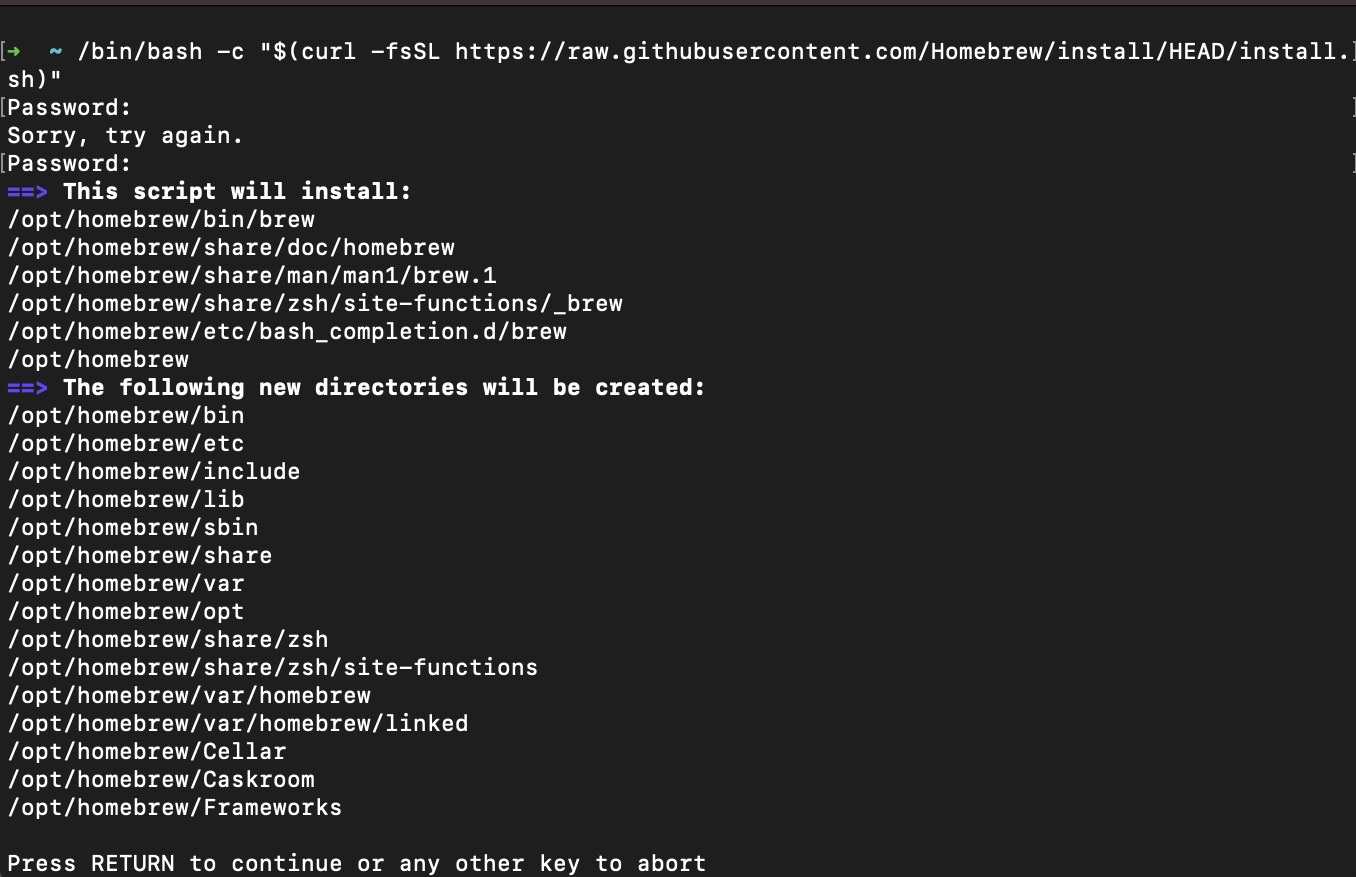 [➜  ~ /bin/bash -c "$(curl -fsSL https://raw.githubusercontent.com/Homebrew/install/HEAD/install.]
sh)"
[Password: ]
Sorry, try again.
[Password: ]
==> This script will install:
/opt/homebrew/bin/brew
/opt/homebrew/share/doc/homebrew
/opt/homebrew/share/man/man1/brew.1
/opt/homebrew/share/zsh/site-functions/_brew
/opt/homebrew/etc/bash_completion.d/brew
/opt/homebrew
==> The following new directories will be created:
/opt/homebrew/bin
/opt/homebrew/etc
/opt/homebrew/include
/opt/homebrew/lib
/opt/homebrew/sbin
/opt/homebrew/share
/opt/homebrew/var
/opt/homebrew/opt
/opt/homebrew/share/zsh
/opt/homebrew/share/zsh/site-functions
/opt/homebrew/var/homebrew
/opt/homebrew/var/homebrew/linked
/opt/homebrew/Cellar
/opt/homebrew/Caskroom
/opt/homebrew/Frameworks

Press RETURN to continue or any other key to abort